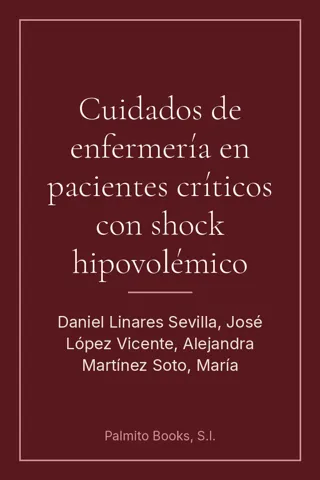 Cuidados de
enfermería en
pacientes críticos
con shock
hipovolémico
Daniel Linares Sevilla, José
López Vicente, Alejandra
Martínez Soto, María
Palmito Books, S.l.